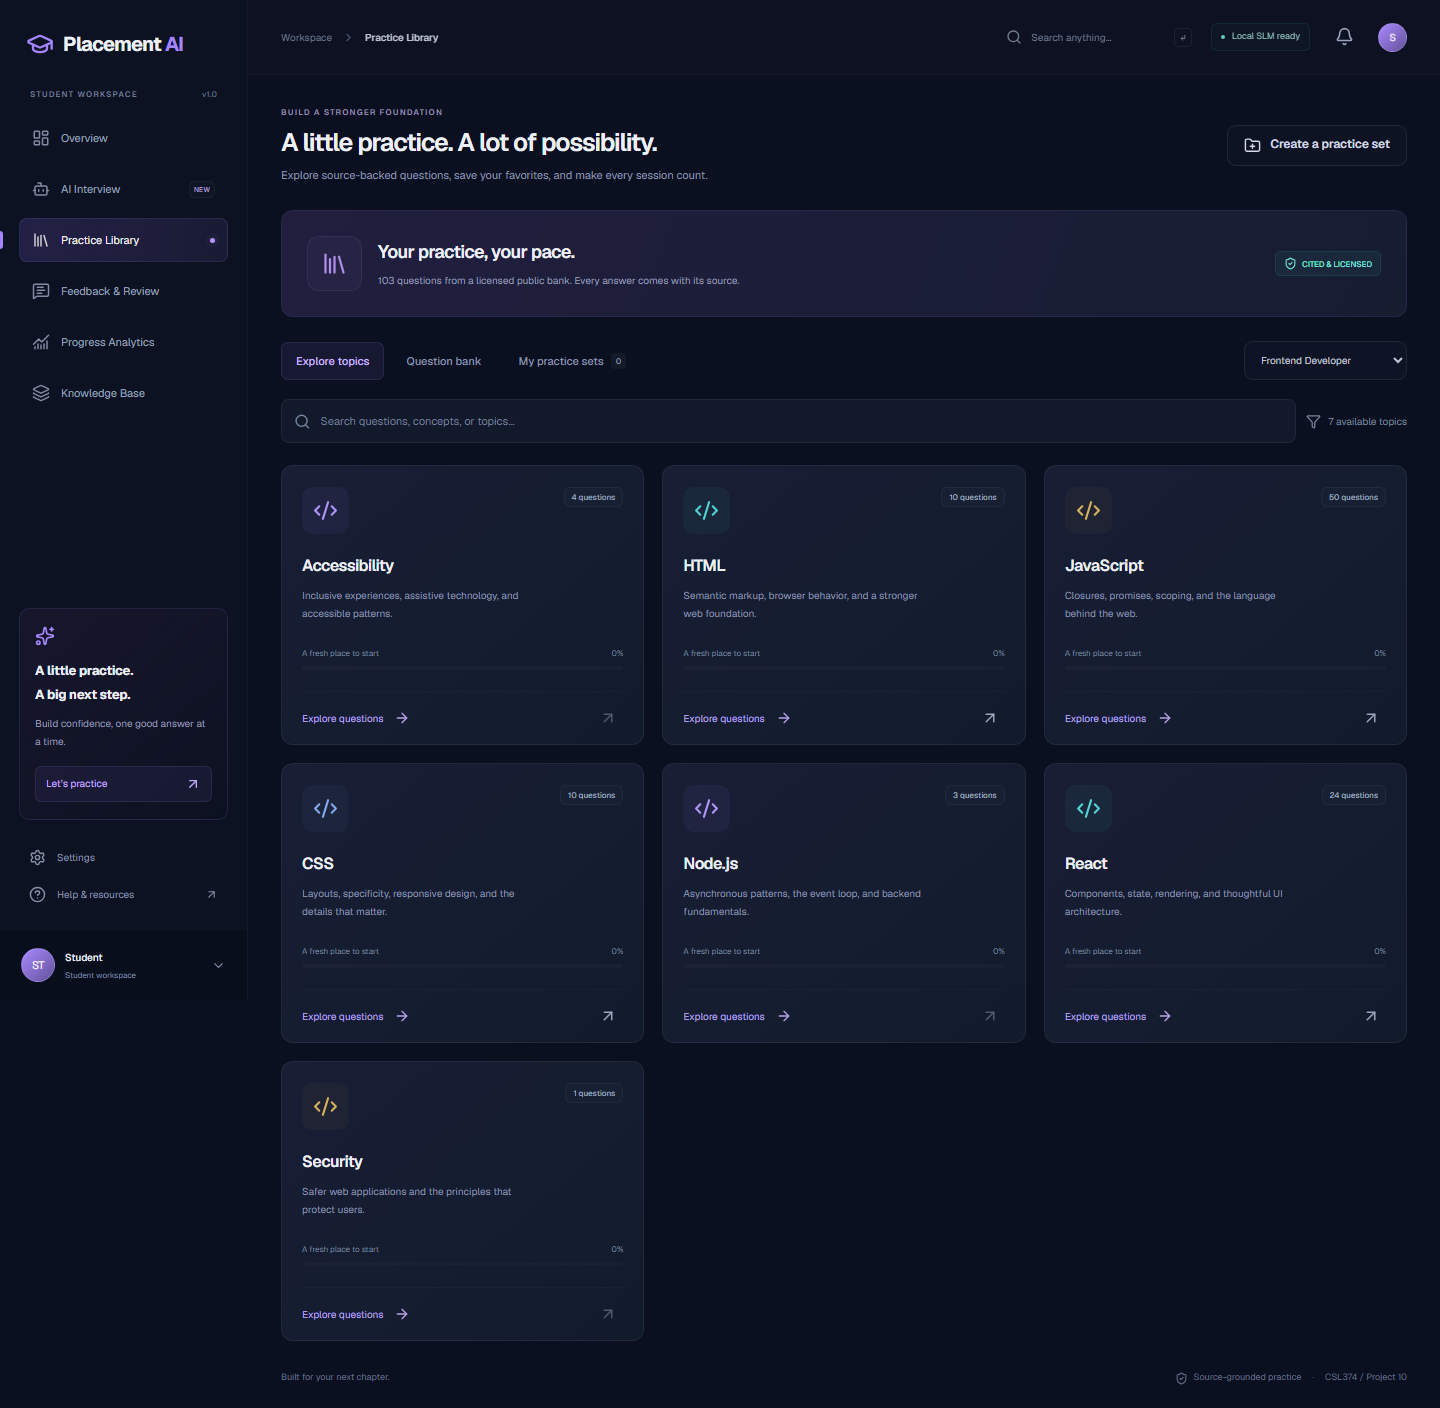 Placement AI
STUDENT WORKSPACE v1.0
Overview
AI Interview NEW
Practice Library
Feedback & Review
Progress Analytics
Knowledge Base
A little practice.
A big next step.
Build confidence, one good answer at
a time.
Let's practice
Settings
Help & resources
ST Student
Student workspace
Workspace > Practice Library
Search anything...
Local SLM ready
S
BUILD A STRONGER FOUNDATION
A little practice. A lot of possibility.
Explore source-backed questions, save your favorites, and make every session count.
Create a practice set
Your practice, your pace.
103 questions from a licensed public bank. Every answer comes with its source.
CITED & LICENSED
Explore topics Question bank My practice sets 0
Frontend Developer
Search questions, concepts, or topics...
7 available topics
4 questions
Accessibility
Inclusive experiences, assistive technology, and
accessible patterns.
A fresh place to start 0%
Explore questions
10 questions
HTML
Semantic markup, browser behavior, and a stronger
web foundation.
A fresh place to start 0%
Explore questions
50 questions
JavaScript
Closures, promises, scoping, and the language
behind the web.
A fresh place to start 0%
Explore questions
10 questions
CSS
Layouts, specificity, responsive design, and the
details that matter.
A fresh place to start 0%
Explore questions
3 questions
Node.js
Asynchronous patterns, the event loop, and backend
fundamentals.
A fresh place to start 0%
Explore questions
24 questions
React
Components, state, rendering, and thoughtful UI
architecture.
A fresh place to start 0%
Explore questions
1 questions
Security
Safer web applications and the principles that
protect users.
A fresh place to start 0%
Explore questions
Built for your next chapter.
Source-grounded practice · CSL374 / Project 10